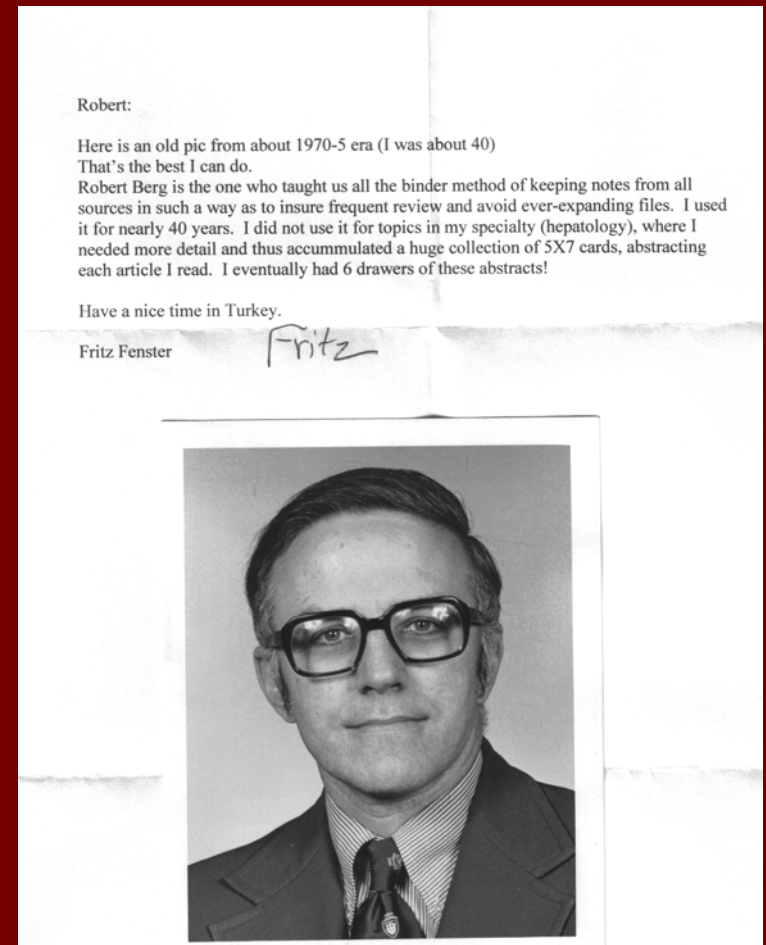 Robert:
Here is an old pic from about 1970-5 era (I was about 40)
That's the best I can do.
Robert Berg is the one who taught us all the binder method of keeping notes from all
sources in such a way as to insure frequent review and avoid ever-expanding files.  I used
it for nearly 40 years.  I did not use it for topics in my specialty (hepatology), where I
needed more detail and thus accummulated a huge collection of 5X7 cards, abstracting
each article I read.  I eventually had 6 drawers of these abstracts!
Have a nice time in Turkey.
Fritz Fenster Fritz